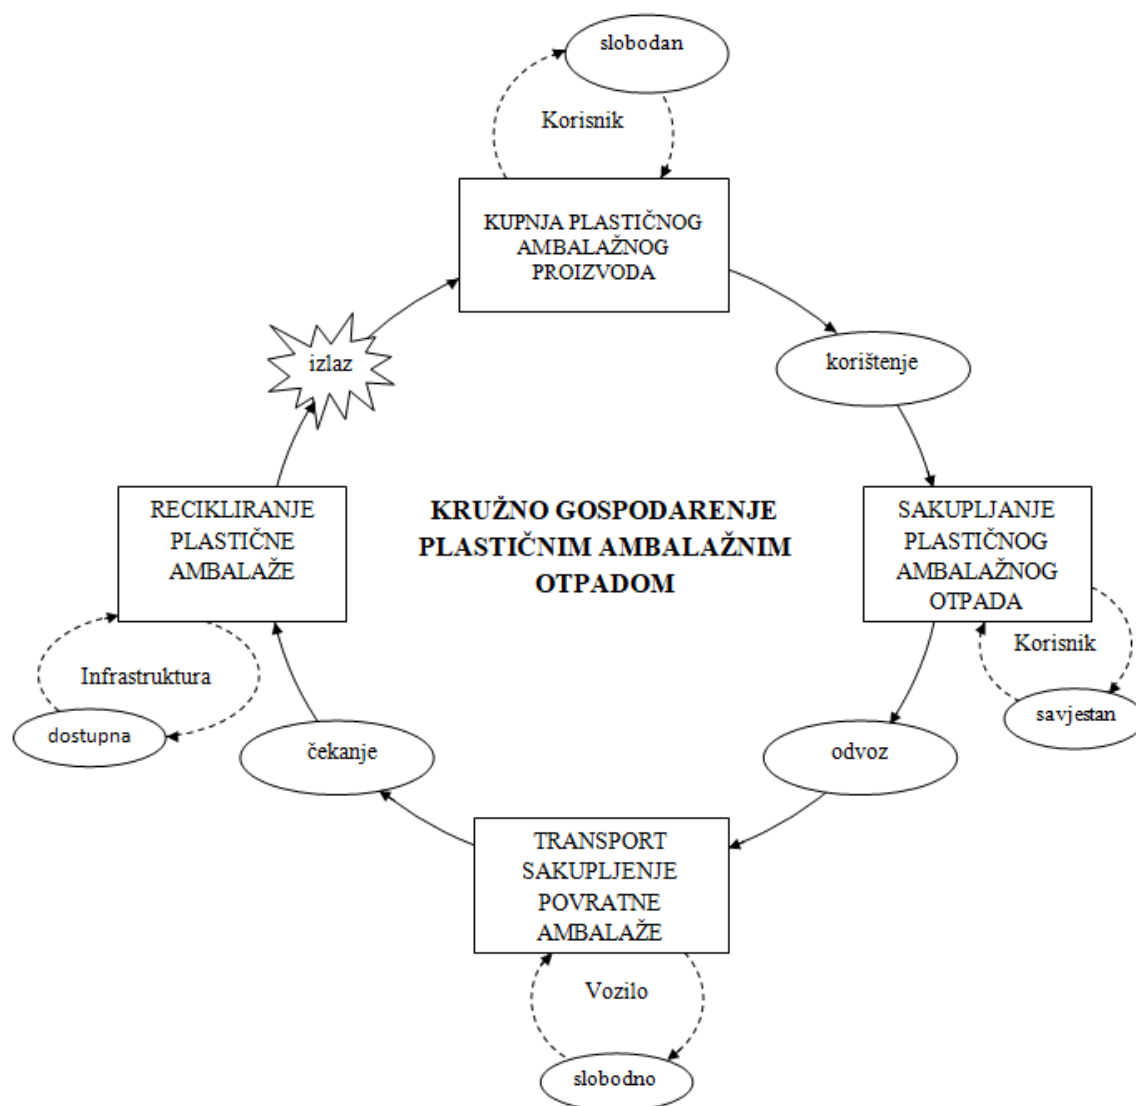 slobodan
Korisnik
KUPNJA PLASTIČNOG
AMBALAŽNOG
PROIZVODA
izlaz
korištenje
RECIKLIRANJE
PLASTIČNE
AMBALAŽE
KRUŽNO GOSPODARENJE
PLASTIČNIM AMBALAŽNIM
OTPADOM
SAKUPLJANJE
PLASTIČNOG
AMBALAŽNOG
OTPADA
Korisnik
savjestan
Infrastruktura
dostupna
čekanje
odvoz
TRANSPORT
SAKUPLJENJE
POVRATNE
AMBALAŽE
Vozilo
slobodno